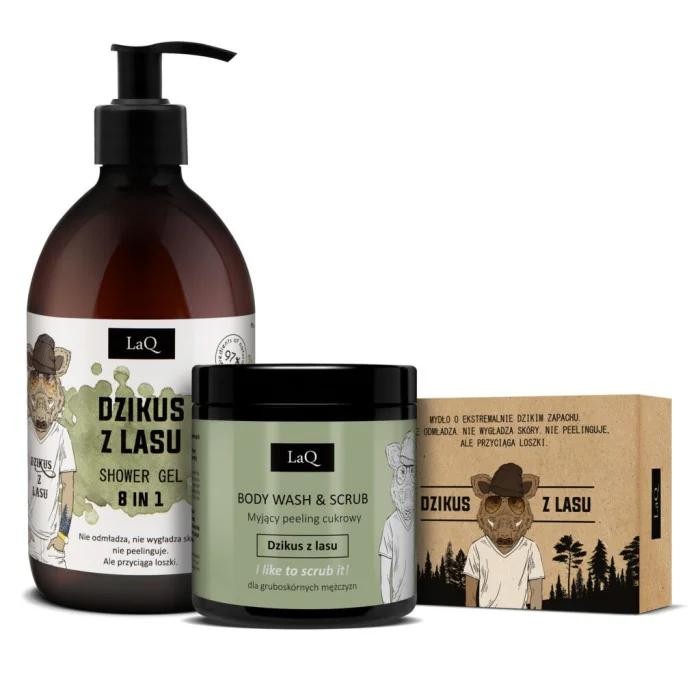 LaQ
97%
DZIKUS
Z LASU
SHOWER GEL
8 IN 1
DZIKUS
Z
LASU
Nie odmładza, nie wygładza
nie peelinguje.
Ale przyciąga loszki.
LaQ
BODY WASH & SCRUB
Myjący peeling cukrowy
Dzikus z lasu
I like to scrub it!
dla gruboskórnych mężczyzn
MYDŁO O EKSTREMALNIE DZIKIM ZAPACHU.
ODMŁADZA. NIE WYGŁADZA SKÓRY. NIE PEELINGUJE,
ALE PRZYCIĄGA LOSZKI.
DZIKUS Z LASU
LaQ